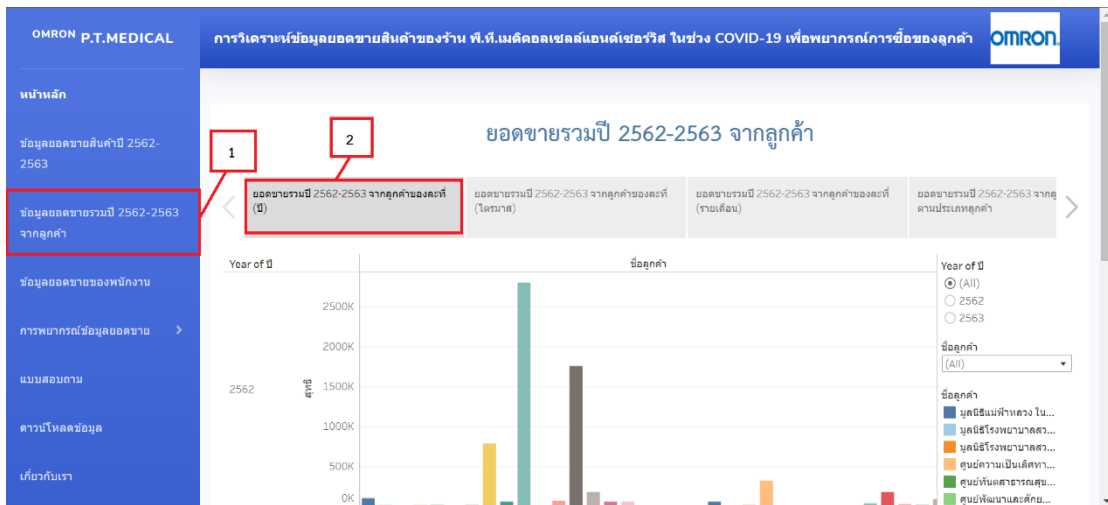 OMRON P.T.MEDICAL
การวิเคราะห์ข้อมูลยอดขายสินค้าของร้าน พี.ที.เมดิคอลเซลล์แอนด์เซอร์วิส ในช่วง COVID-19 เพื่อพยากรณ์การซื้อของลูกค้า
OMRON
หน้าหลัก
ข้อมูลยอดขายสินค้าปี 2562-
2563
ข้อมูลยอดขายรวมปี 2562-2563
จากลูกค้า
ข้อมูลยอดขายของพนักงาน
การพยากรณ์ข้อมูลยอดขาย
แบบสอบถาม
ดาวน์โหลดข้อมูล
เกี่ยวกับเรา
1
2
ยอดขายรวมปี 2562-2563 จากลูกค้า
ยอดขายรวมปี 2562-2563 จากลูกค้าของละที่
(ปี)
ยอดขายรวมปี 2562-2563 จากลูกค้าของละที่
(ไตรมาส)
ยอดขายรวมปี 2562-2563 จากลูกค้าของละที่
(รายเดือน)
ยอดขายรวมปี 2562-2563 จากลูกค
ตามประเภทลูกค้า
Year of ปี
ชื่อลูกค้า
2562
สุทธิ
2500K
2000K
1500K
1000K
500K
0K
Year of ปี
(All)
2562
2563
ชื่อลูกค้า
(All)
ชื่อลูกค้า
มูลนิธิแม่ฟ้าหลวง ใน...
มูลนิธิโรงพยาบาลสว...
มูลนิธิโรงพยาบาลสว...
ศูนย์ความเป็นเลิศทา...
ศูนย์ทันตสาธารณสุข...
ศูนย์พัฒนาและศักย...